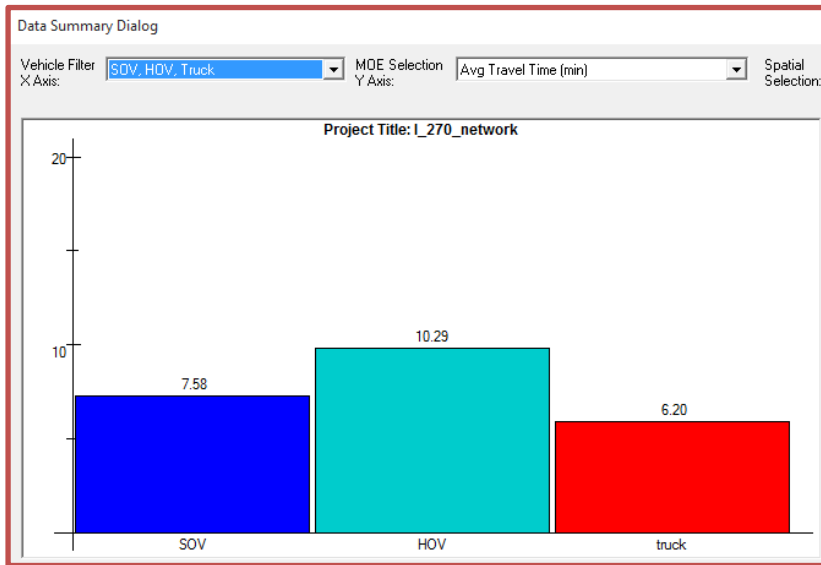 Data Summary Dialog
Vehicle Filter
X Axis:
SOV, HOV, Truck
MOE Selection
Y Axis:
Avg Travel Time (min)
Spatial
Selection:
Project Title: I_270_network
20
10
7.58
10.29
6.20
SOV
HOV
truck